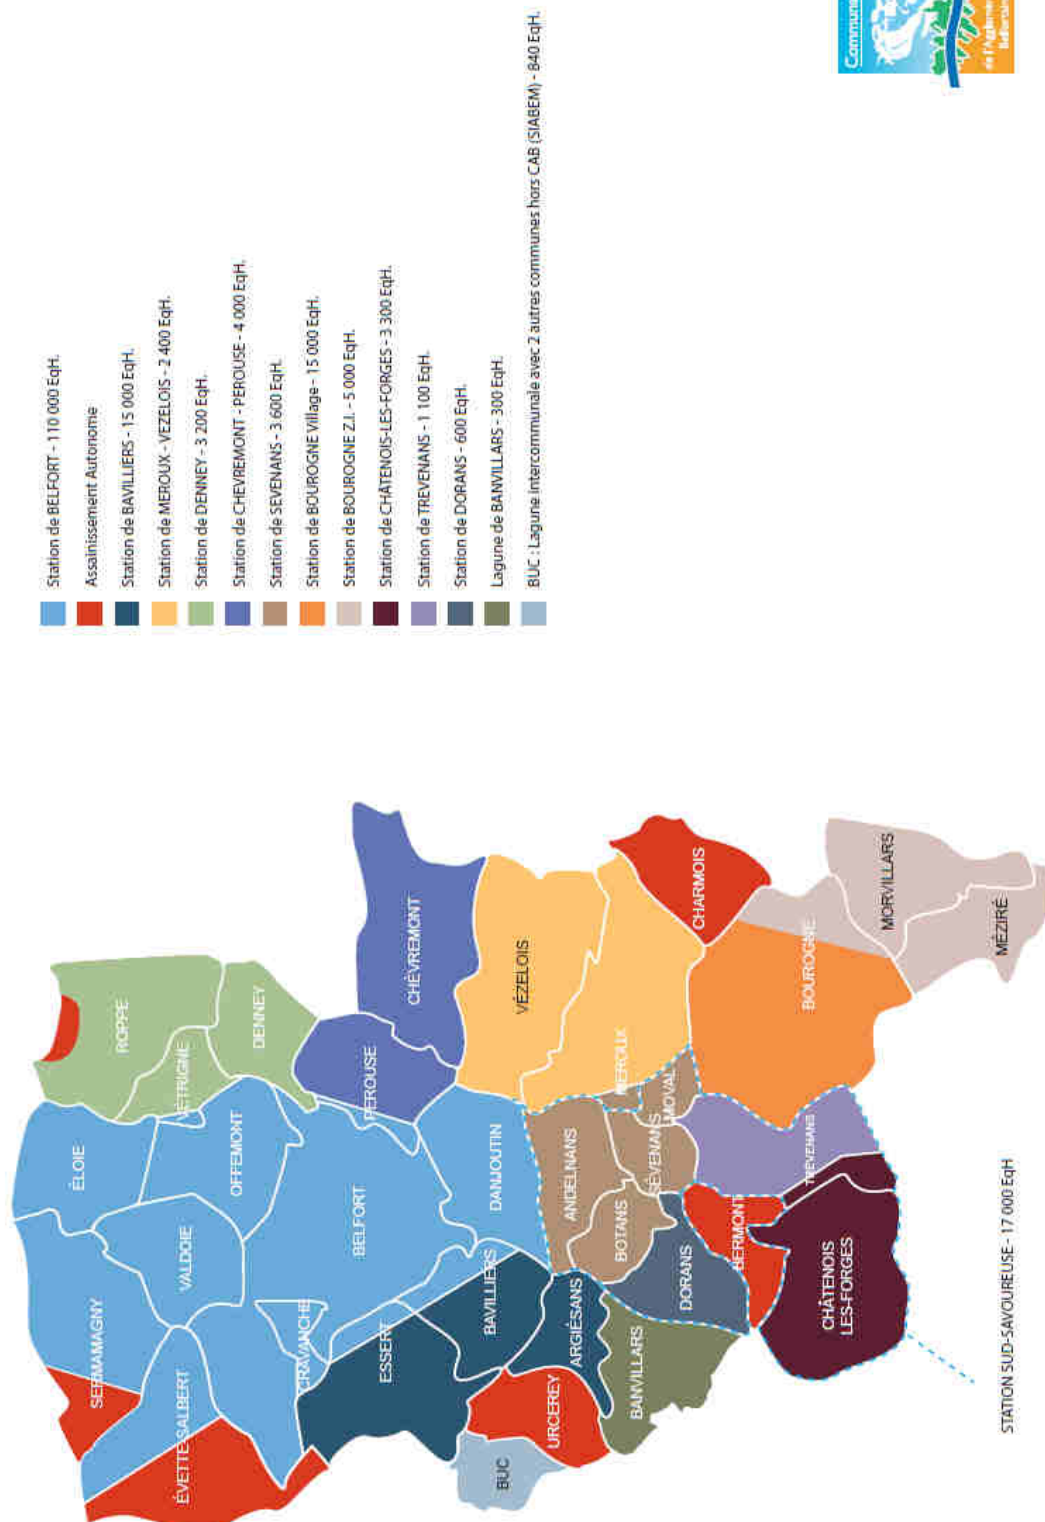 Station de BELFORT - 110 000 EqH.
Assainissement Autonome
Station de BAVILLIERS - 15 000 EqH.
Station de MEROUX - VEZELOIS - 2 400 EqH.
Station de DENNEY - 3 200 EqH.
Station de CHEVREMONT - PEROUSE - 4 000 EqH.
Station de SEVENANS - 3 600 EqH.
Station de BOUROGNE Village - 15 000 EqH.
Station de BOUROGNE Z.I. - 5 000 EqH.
Station de CHÂTENOIS-LES-FORGES - 3 300 EqH.
Station de TREVENANS - 1 100 EqH.
Station de DORANS - 600 EqH.
Lagune de BANVILLARS - 300 EqH.
BUC : Lagune intercommunale avec 2 autres communes hors CAB (SIABEM) - 840 EqH.
ÉLOIE
SERMAMAGNY
ROPPE
VÉTRIGNE
VALDOIE
OFFEMONT
ÉVETTE-SALBERT
DENNEY
CRAVANCHE
BELFORT
PEROUSE
CHÈVREMONT
ESSERT
BAVILLIERS
DANJOUTIN
VÉZELOIS
BUC
URCEREY
ARGIÉSANS
ANDELNANS
BOTANS
MEROUX
BANVILLARS
DORANS
SÉVENANS
MOVAL
CHARMOIS
BERMONT
TREVENANS
BOUROGNE
CHÂTENOIS
LES-FORGES
MORVILLARS
MÉZIRÉ
STATION SUD-SAVOUREUSE - 17 000 EqH
de l'Agglomé